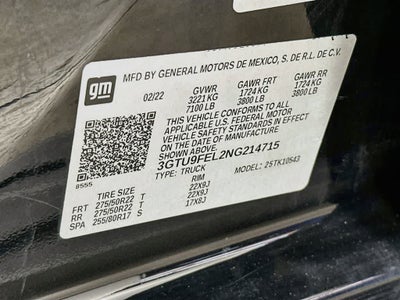 gm
MFD BY GENERAL MOTORS DE MEXICO, S. DE R.L. DE C.V.
02/22 GVWR GAWR FRT GAWR RR
3221 KG 1724 KG 1724 KG
7100 LB 3800 LB 3800 LB
THIS VEHICLE CONFORMS TO ALL APPLICABLE
U.S. FEDERAL MOTOR VEHICLE SAFETY
STANDARDS IN EFFECT
ON THE DATE OF MANUFACTURE
3GTU9FEL2NG214715
TYPE: TRUCK MODEL: 25TK10543
8555
TIRE SIZE RIM
FRT 275/50R22 T 22X9J
RR 275/50R22 T 22X9J
SPA 255/80R17 S 17X8J